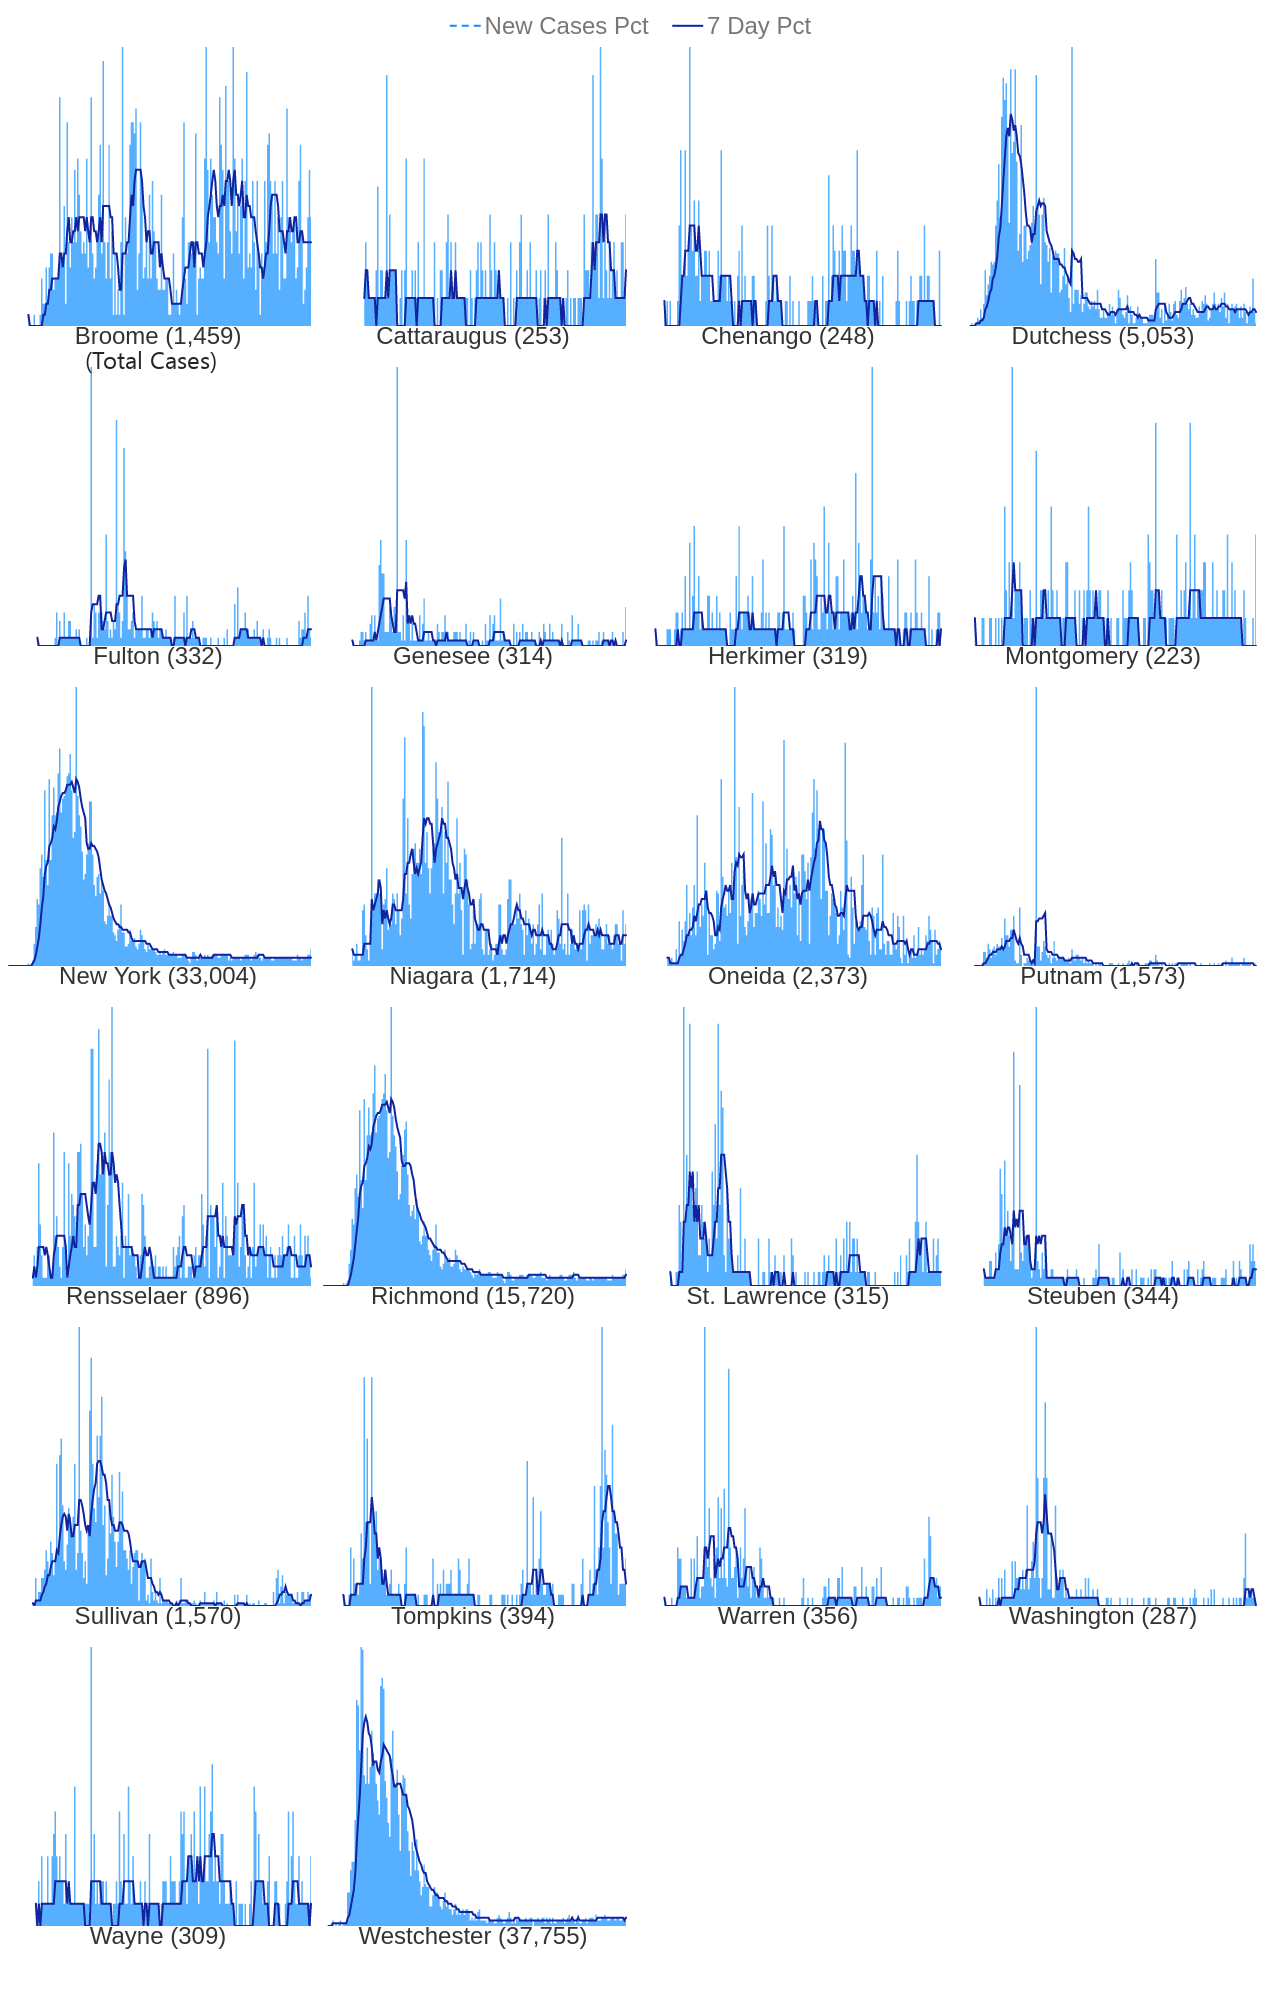 New Cases Pct 7 Day Pct
Broome (1,459) Cattaraugus (253) Chenango (248) Dutchess (5,053)
(Total Cases)
Fulton (332) Genesee (314) Herkimer (319) Montgomery (223)
New York (33,004) Niagara (1,714) Oneida (2,373) Putnam (1,573)
Rensselaer (896) Richmond (15,720) St. Lawrence (315) Steuben (344)
Sullivan (1,570) Tompkins (394) Warren (356) Washington (287)
Wayne (309) Westchester (37,755)